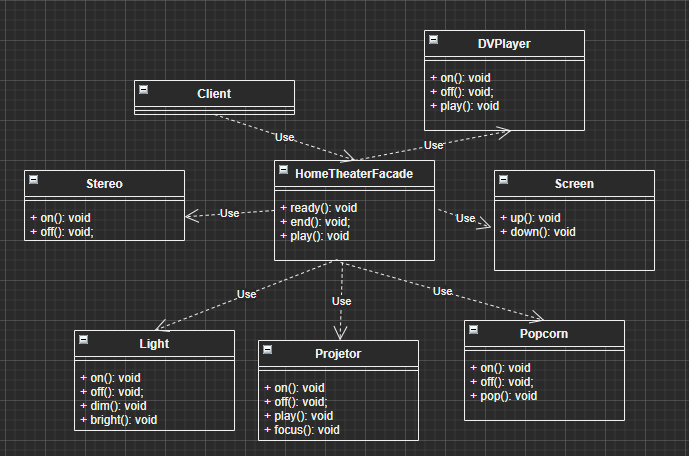 DVPlayer
+ on(): void
+ off(): void;
+ play(): void
Client
Use
Use
HomeTheaterFacade
+ ready(): void
+ end(): void;
+ play(): void
Stereo
+ on(): void
+ off(): void;
Use
Use
Screen
+ up(): void
+ down(): void
Use
Use
Use
Light
+ on(): void
+ off(): void;
+ dim(): void
+ bright(): void
Projetor
+ on(): void
+ off(): void;
+ play(): void
+ focus(): void
Popcorn
+ on(): void
+ off(): void;
+ pop(): void